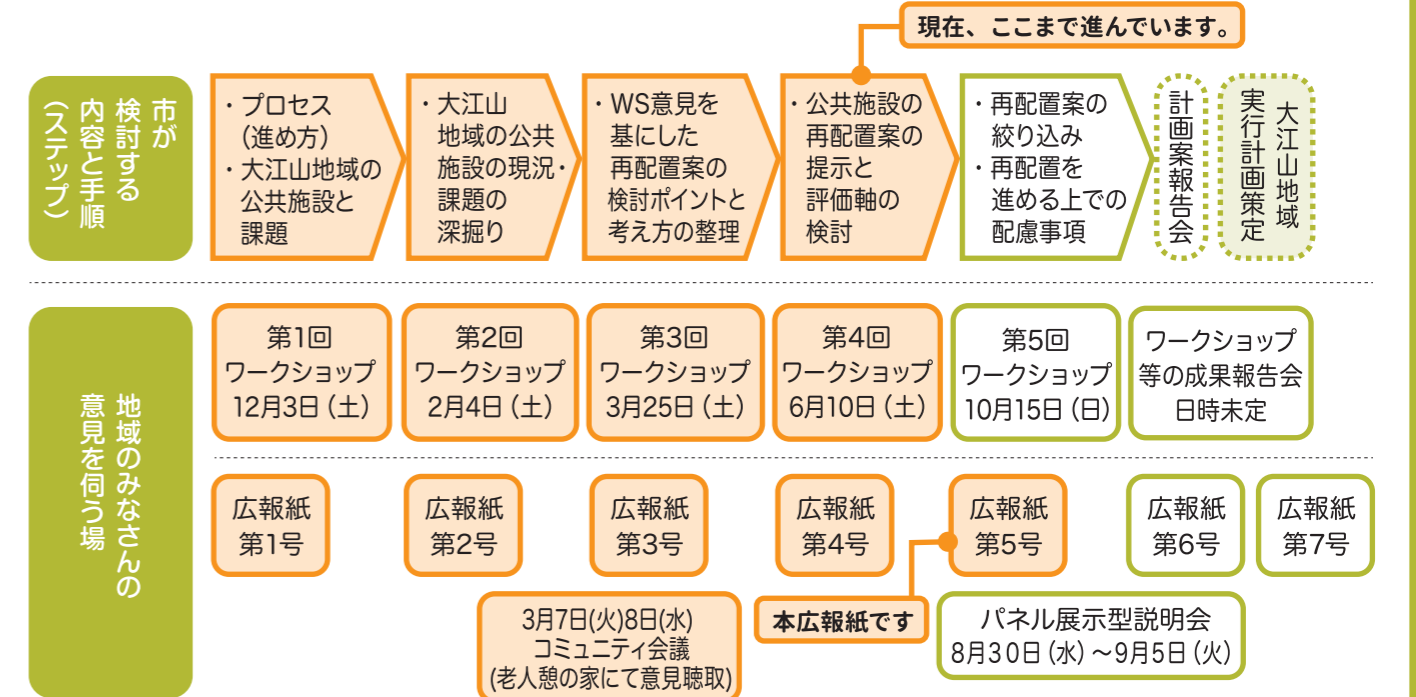 現在、ここまで進んでいます。
市が
検討する
内容と手順
(ステップ)
・プロセス
(進め方)
・大江山地域の
公共施設と
課題
・大江山
地域の公共
施設の現況・
課題の
深掘り
・WS意見を
基にした
再配置案の
検討ポイントと
考え方の整理
・公共施設の
再配置案の
提示と
評価軸の
検討
・再配置案の
絞り込み
・再配置を
進める上での
配慮事項
計画案報告会
大江山地域
実行計画策定
地域のみなさんの
意見を伺う場
第1回
ワークショップ
12月3日(土)
第2回
ワークショップ
2月4日(土)
第3回
ワークショップ
3月25日(土)
第4回
ワークショップ
6月10日(土)
第5回
ワークショップ
10月15日(日)
ワークショップ
等の成果報告会
日時未定
広報紙
第1号
広報紙
第2号
広報紙
第3号
広報紙
第4号
広報紙
第5号
広報紙
第6号
広報紙
第7号
3月7日(火)8日(水)
コミュニティ会議
(老人憩の家にて意見聴取)
本広報紙です
パネル展示型説明会
8月30日(水)~9月5日(火)